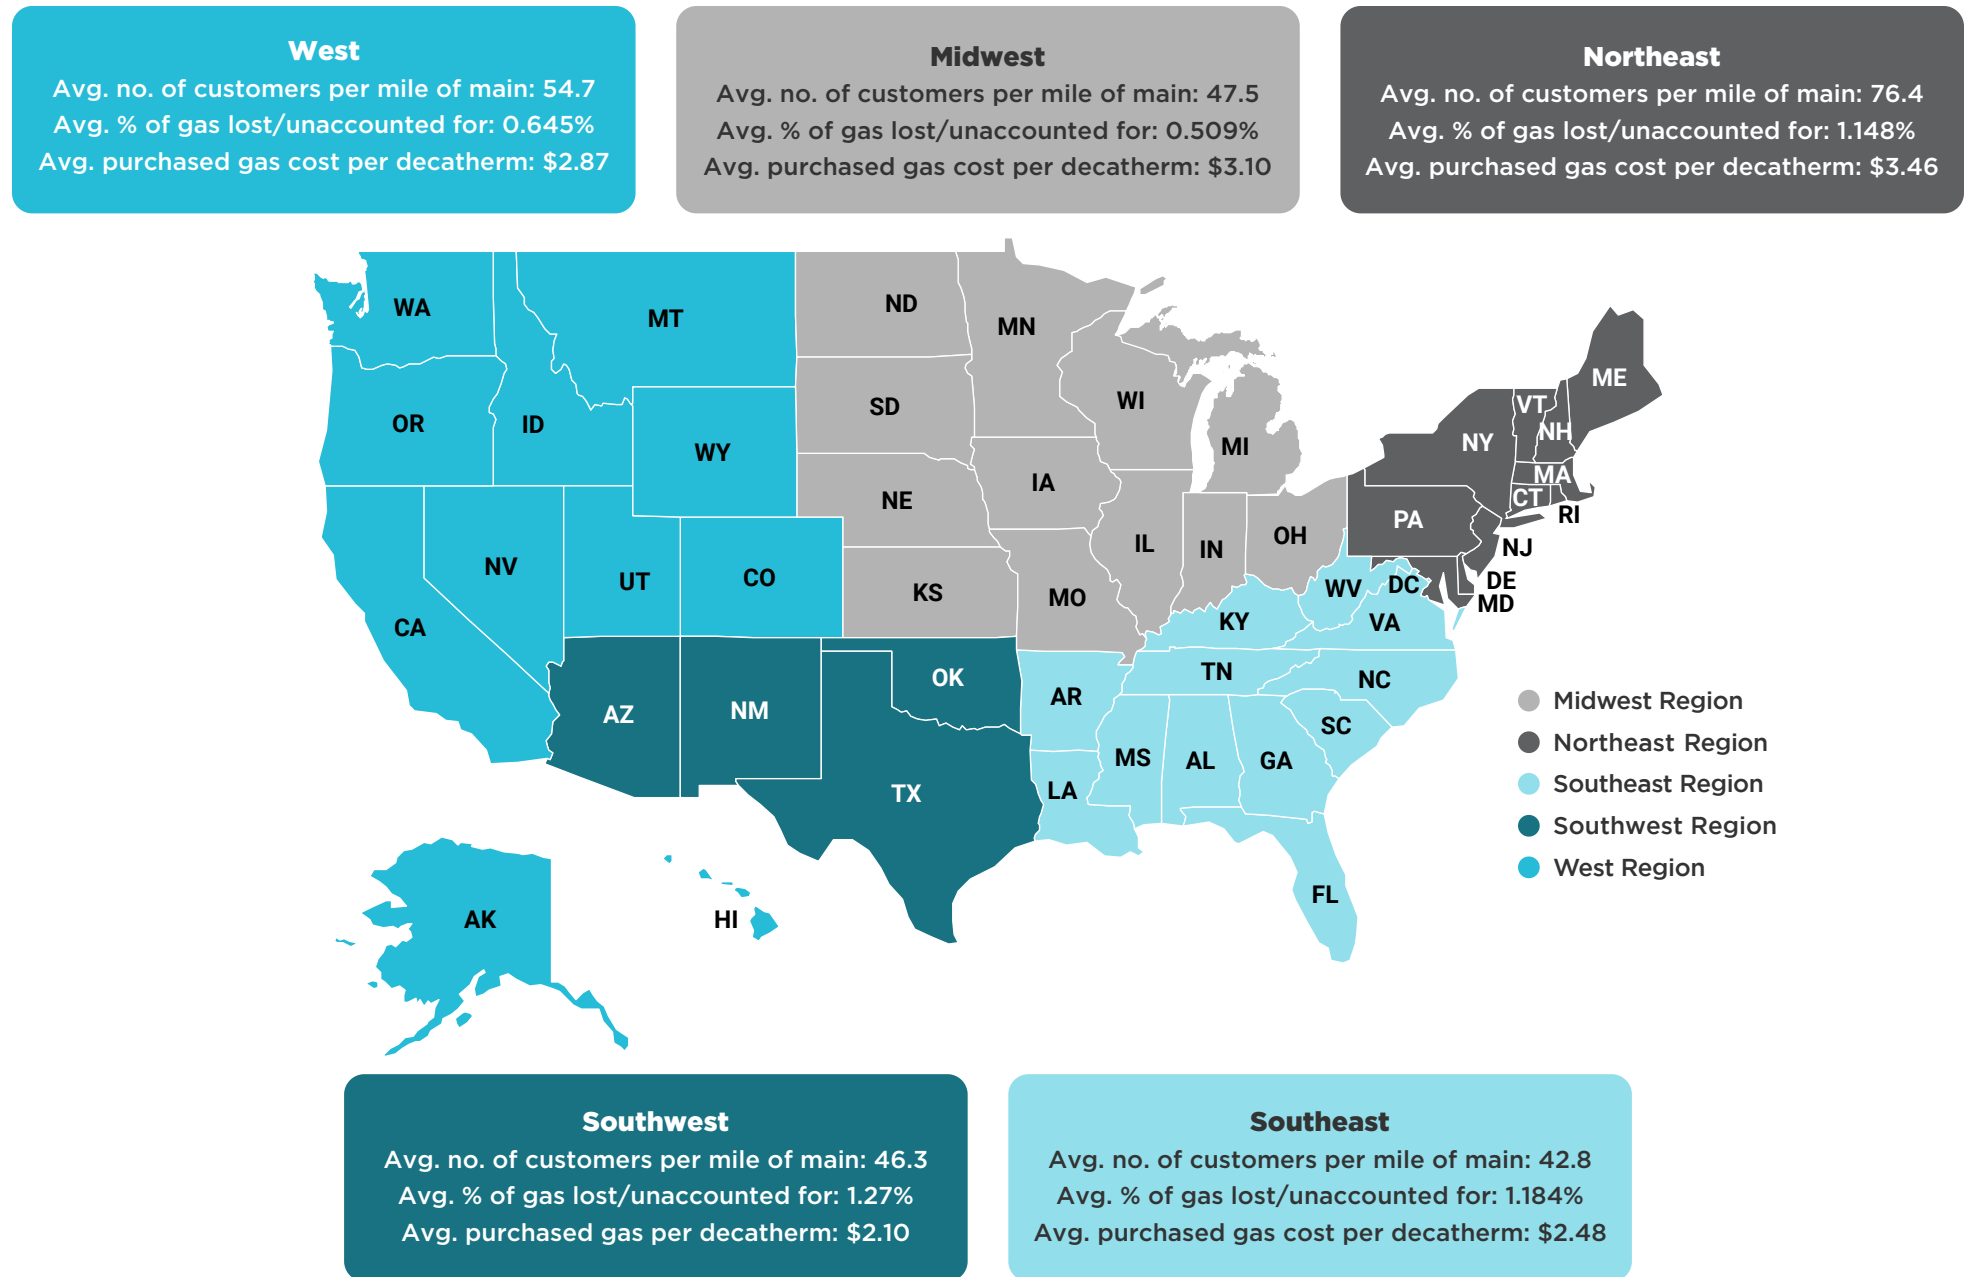 West
Avg. no. of customers per mile of main: 54.7
Avg. % of gas lost/unaccounted for: 0.645%
Avg. purchased gas cost per decatherm: $2.87
Midwest
Avg. no. of customers per mile of main: 47.5
Avg. % of gas lost/unaccounted for: 0.509%
Avg. purchased gas cost per decatherm: $3.10
Northeast
Avg. no. of customers per mile of main: 76.4
Avg. % of gas lost/unaccounted for: 1.148%
Avg. purchased gas cost per decatherm: $3.46
WA
MT
ND
MN
OR
ID
WY
SD
WI
MI
NE
IA
NV
UT
CO
CA
KS
MO
IL
IN
OH
PA
NY
VT
NH
ME
MA
CT
RI
NJ
DE
MD
DC
WV
VA
KY
TN
NC
SC
AZ
NM
OK
AR
TX
LA
MS
AL
GA
FL
AK
HI
Midwest Region
Northeast Region
Southeast Region
Southwest Region
West Region
Southwest
Avg. no. of customers per mile of main: 46.3
Avg. % of gas lost/unaccounted for: 1.27%
Avg. purchased gas per decatherm: $2.10
Southeast
Avg. no. of customers per mile of main: 42.8
Avg. % of gas lost/unaccounted for: 1.184%
Avg. purchased gas cost per decatherm: $2.48